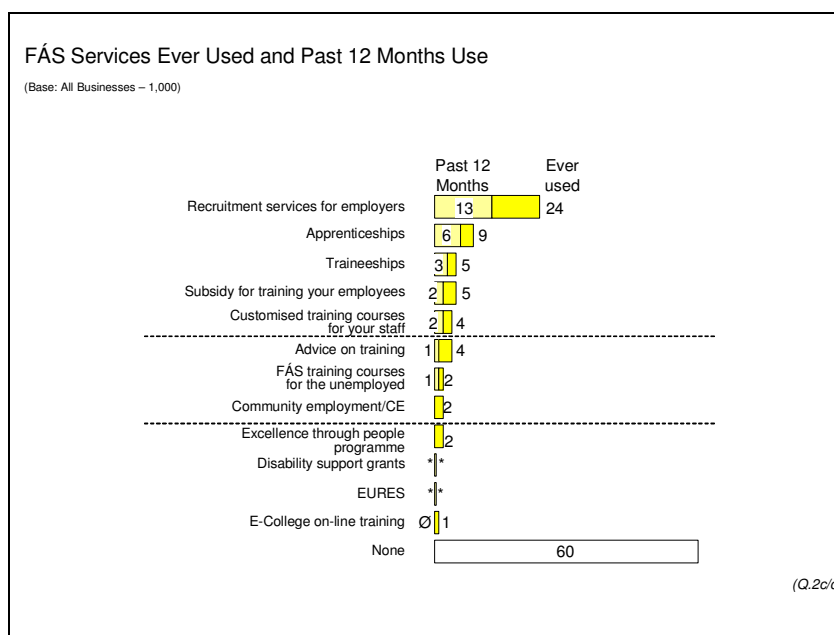 FÁS Services Ever Used and Past 12 Months Use
(Base: All Businesses – 1,000)
Past 12 Ever
Months used
Recruitment services for employers 13 24
Apprenticeships 6 9
Traineeships 3 5
Subsidy for training your employees 2 5
Customised training courses
for your staff 2 4
Advice on training 1 4
FÁS training courses
for the unemployed 1 2
Community employment/CE 2
Excellence through people
programme 2
Disability support grants * *
EURES * *
E-College on-line training Ø 1
None 60
(Q.2c/